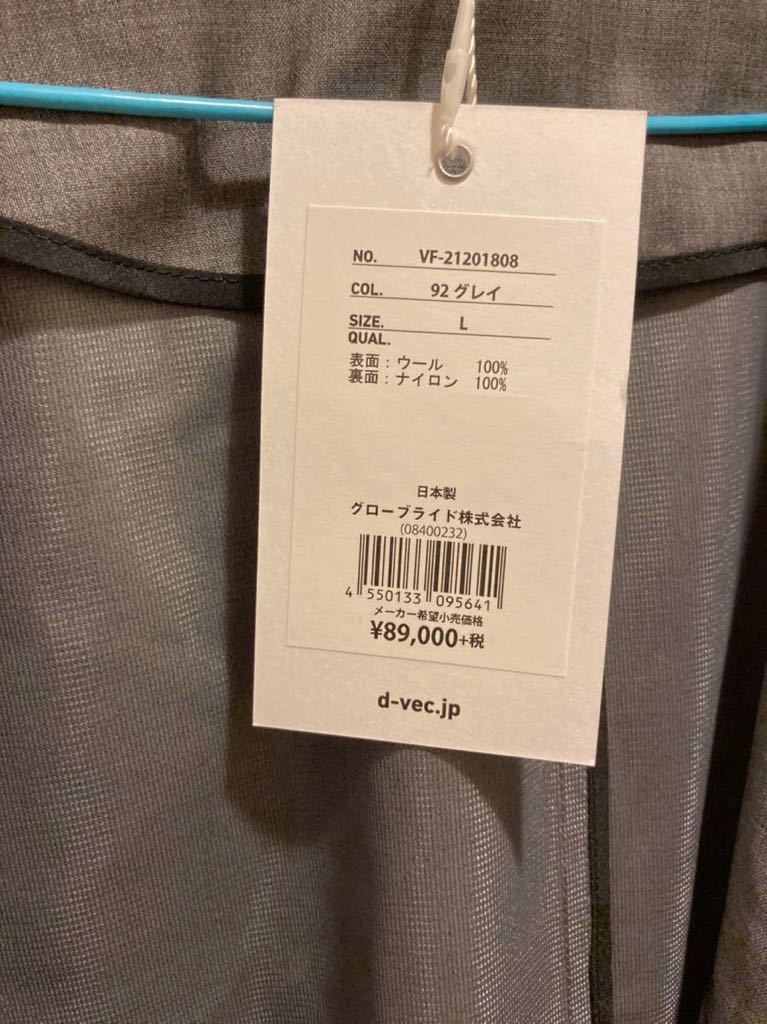 NO. VF-21201808
COL. 92 グレイ
SIZE. L
QUAL.
表面：ウール 100%
裏面：ナイロン 100%
日本製
グローブライド株式会社
(08400232)
4 550133 095641
メーカー希望小売価格
¥89,000+税
d-vec.jp